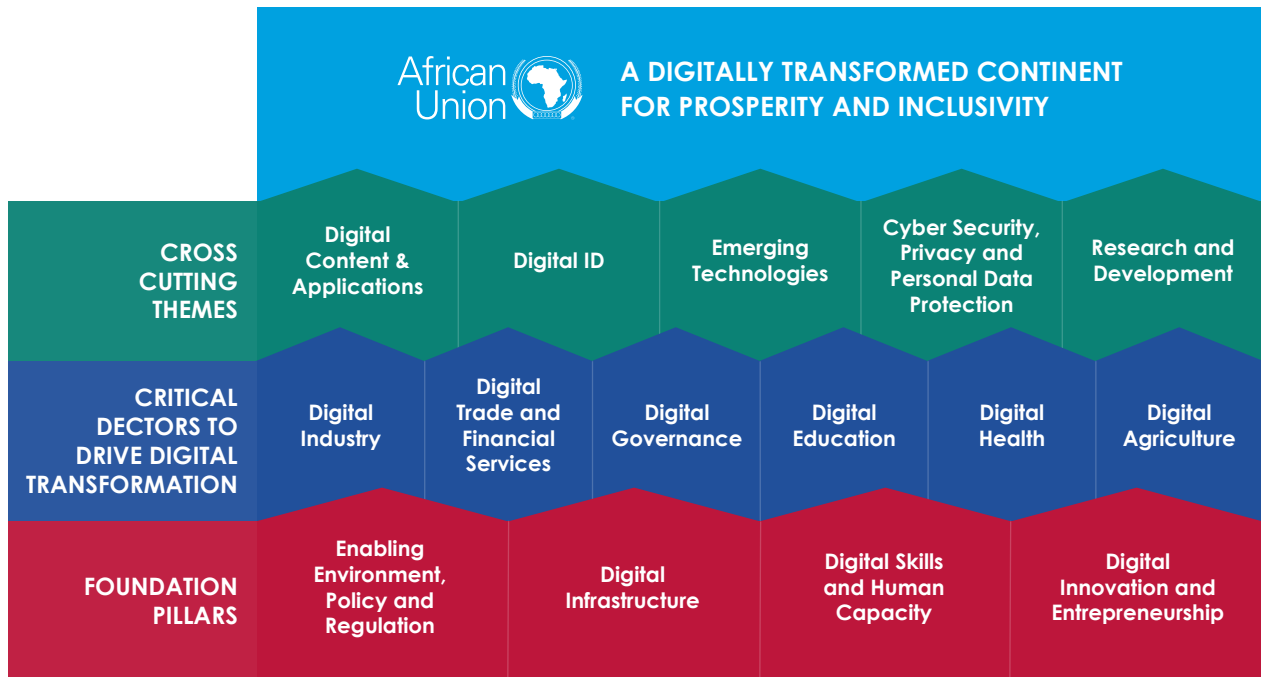 African
Union
A DIGITALLY TRANSFORMED CONTINENT
FOR PROSPERITY AND INCLUSIVITY
CROSS
CUTTING
THEMES
Digital
Content &
Applications
Digital ID
Emerging
Technologies
Cyber Security,
Privacy and
Personal Data
Protection
Research and
Development
CRITICAL
DECTORS TO
DRIVE DIGITAL
TRANSFORMATION
Digital
Industry
Digital
Trade and
Financial
Services
Digital
Governance
Digital
Education
Digital
Health
Digital
Agriculture
FOUNDATION
PILLARS
Enabling
Environment,
Policy and
Regulation
Digital
Infrastructure
Digital Skills
and Human
Capacity
Digital
Innovation and
Entrepreneurship